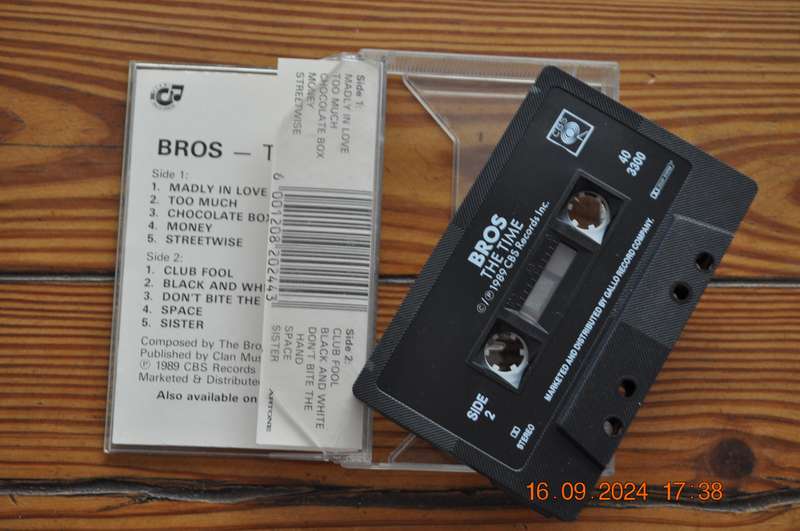 BROS — T
Side 1:
1. MADLY IN LOVE
2. TOO MUCH
3. CHOCOLATE BOX
4. MONEY
5. STREETWISE
Side 2:
1. CLUB FOOL
2. BLACK AND WHI
3. DON'T BITE THE
4. SPACE
5. SISTER
Composed by The Bro
Published by Clan Mus
℗ 1989 CBS Records
Marketed & Distributed
Also available on
Side 1:
MADLY IN LOVE
TOO MUCH
CHOCOLATE BOX
MONEY
STREETWISE
6 001208 202443
Side 2:
CLUB FOOL
BLACK AND WHITE
DON'T BITE THE
HAND
SPACE
SISTER
ARTONE
CBS
40
3300
BROS
THE TIME
©/℗ 1989 CBS Records Inc.
MARKETED AND DISTRIBUTED BY GALLO RECORD COMPANY.
SIDE
2
STEREO
16.09.2024 17:38